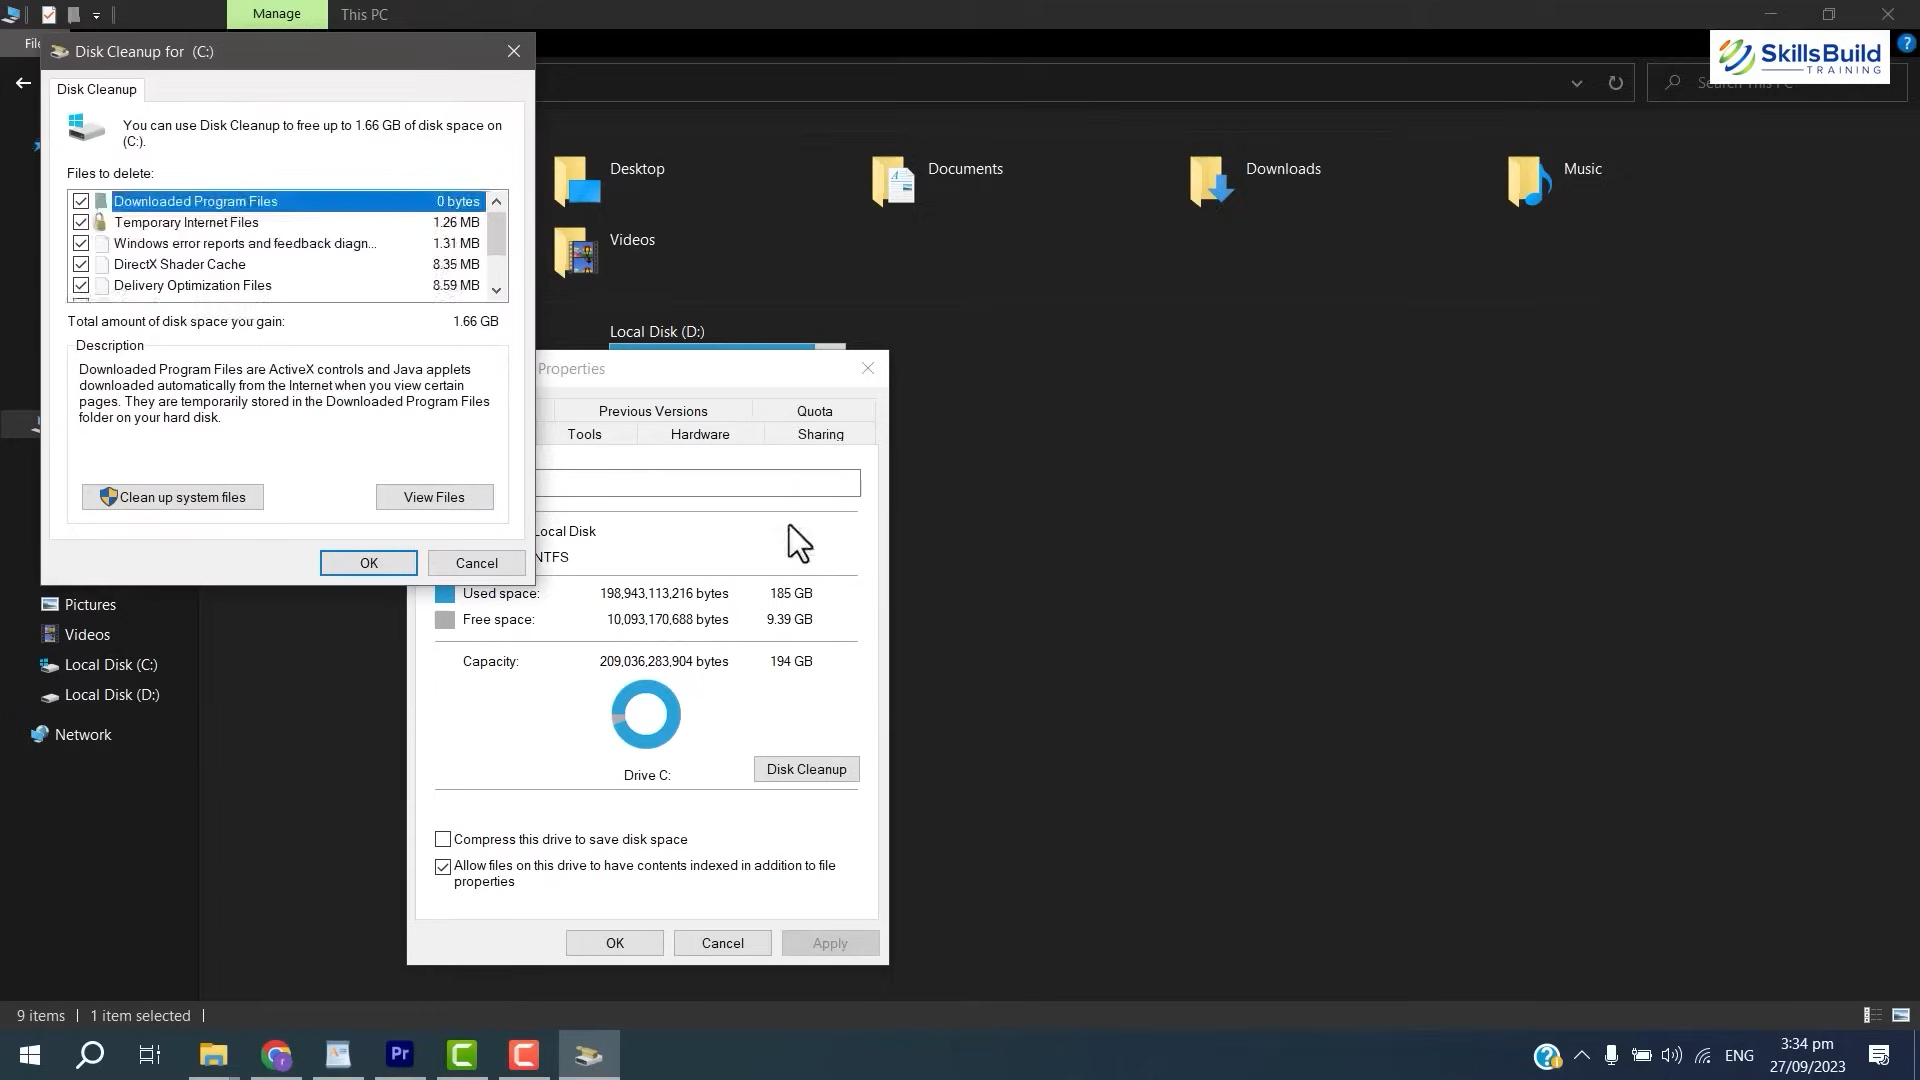 Manage
This PC
File
SkillsBuild
TRAINING
Disk Cleanup for (C:)
Disk Cleanup
You can use Disk Cleanup to free up to 1.66 GB of disk space on
(C:).
Files to delete:
Downloaded Program Files 0 bytes
Temporary Internet Files 1.26 MB
Windows error reports and feedback diagn... 1.31 MB
DirectX Shader Cache 8.35 MB
Delivery Optimization Files 8.59 MB
Total amount of disk space you gain: 1.66 GB
Description
Downloaded Program Files are ActiveX controls and Java applets
downloaded automatically from the Internet when you view certain
pages. They are temporarily stored in the Downloaded Program Files
folder on your hard disk.
Clean up system files
View Files
OK
Cancel
Search This PC
Desktop
Documents
Downloads
Music
Videos
Local Disk (D:)
Properties
Previous Versions
Quota
Tools
Hardware
Sharing
Local Disk
NTFS
Used space: 198,943,113,216 bytes 185 GB
Free space: 10,093,170,688 bytes 9.39 GB
Capacity: 209,036,283,904 bytes 194 GB
Drive C:
Disk Cleanup
Compress this drive to save disk space
Allow files on this drive to have contents indexed in addition to file
properties
OK
Cancel
Apply
Pictures
Videos
Local Disk (C:)
Local Disk (D:)
Network
9 items
1 item selected
Pr
ENG
3:34 pm
27/09/2023